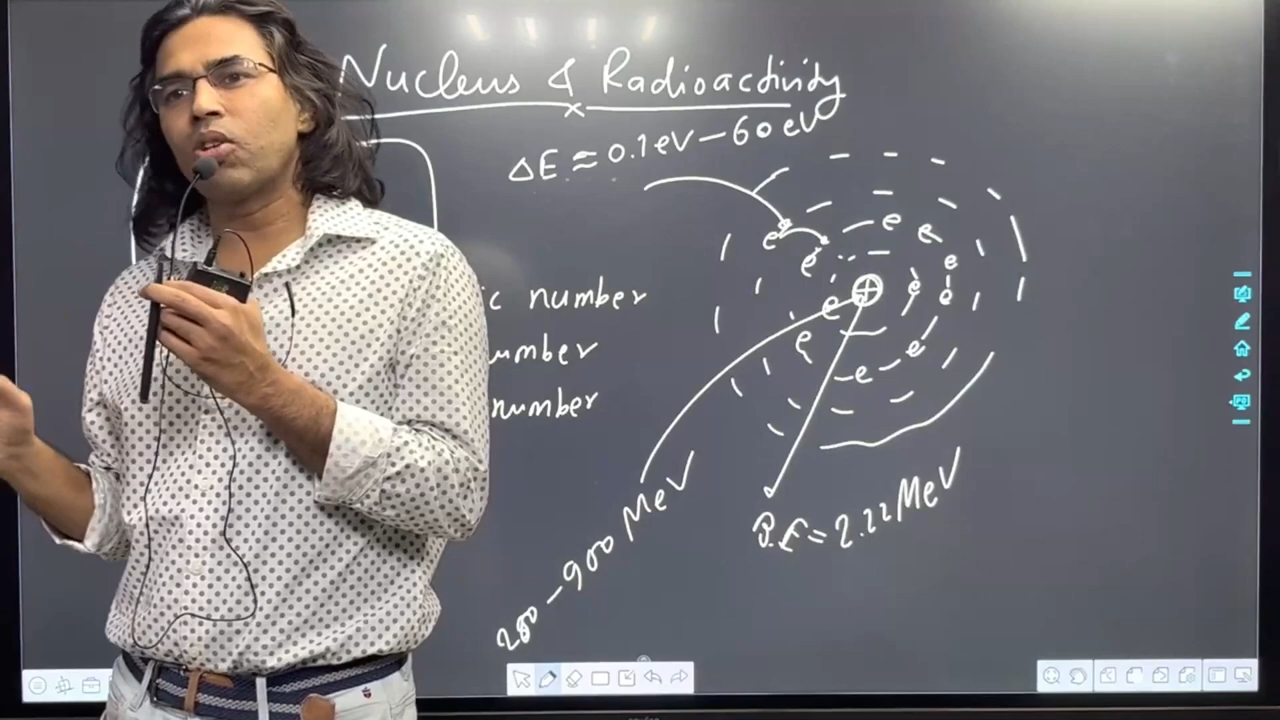 Nucleus & Radioactivity
ΔE ≈ 0.1eV - 60 eV
c number
umber
number
e e e e e e e e e e e
⊕
200 - 900 MeV
B.E = 2.22 MeV